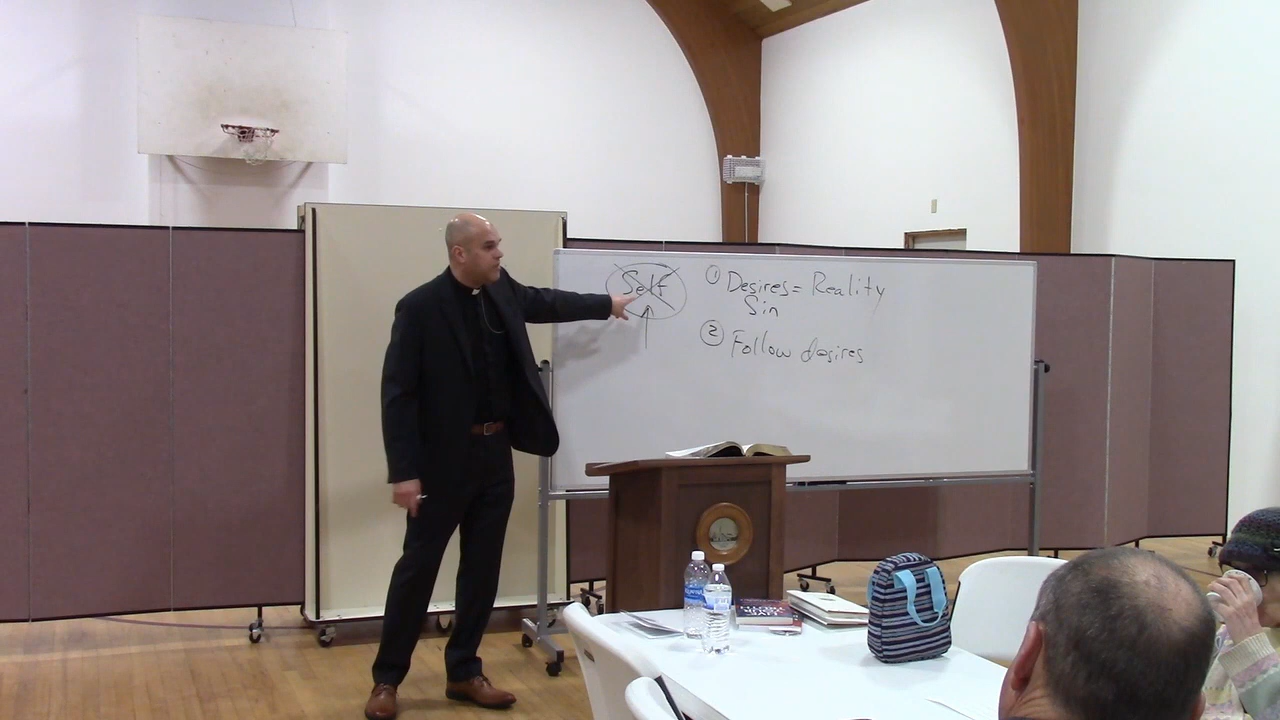 Self
① Desires = Reality
Sin
② Follow desires